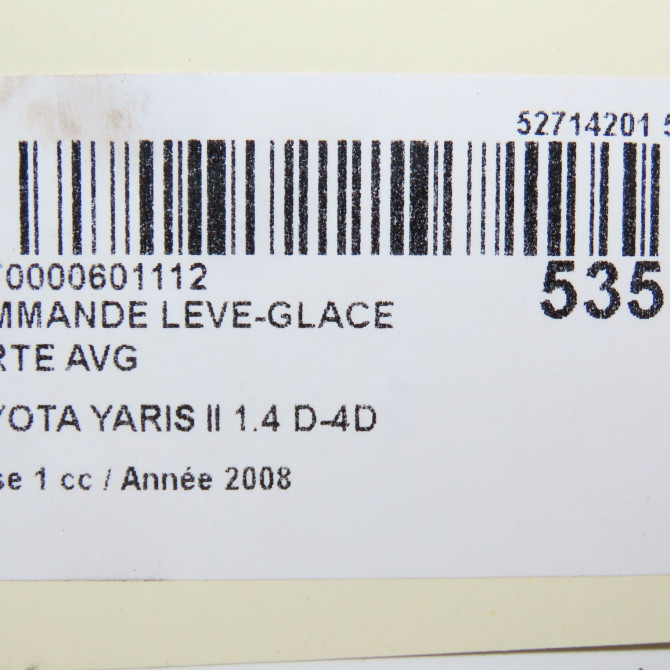 52714201 5
70000601112
535
MMANDE LEVE-GLACE
RTE AVG
YOTA YARIS II 1.4 D-4D
se 1 cc / Année 2008